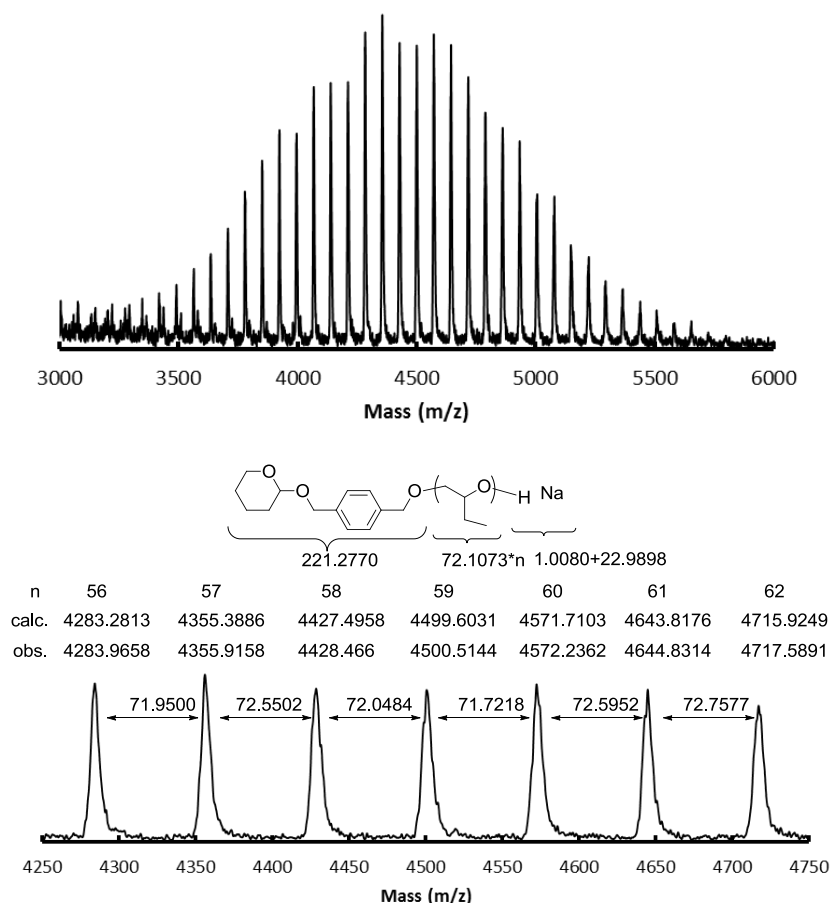 3000 3500 4000 4500 5000 5500 6000
Mass (m/z)
O
O
O
O
H Na
221.2770 72.1073*n 1.0080+22.9898
n 56 57 58 59 60 61 62
calc. 4283.2813 4355.3886 4427.4958 4499.6031 4571.7103 4643.8176 4715.9249
obs. 4283.9658 4355.9158 4428.466 4500.5144 4572.2362 4644.8314 4717.5891
71.9500 72.5502 72.0484 71.7218 72.5952 72.7577
4250 4300 4350 4400 4450 4500 4550 4600 4650 4700 4750
Mass (m/z)